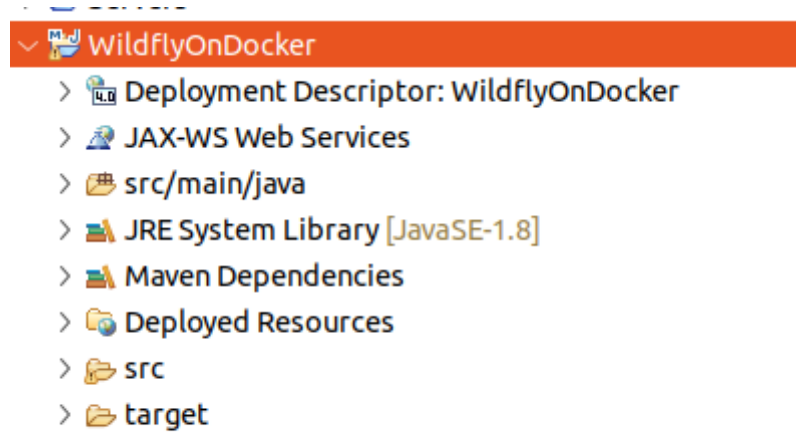 WildflyOnDocker
Deployment Descriptor: WildflyOnDocker
JAX-WS Web Services
src/main/java
JRE System Library [JavaSE-1.8]
Maven Dependencies
Deployed Resources
src
target